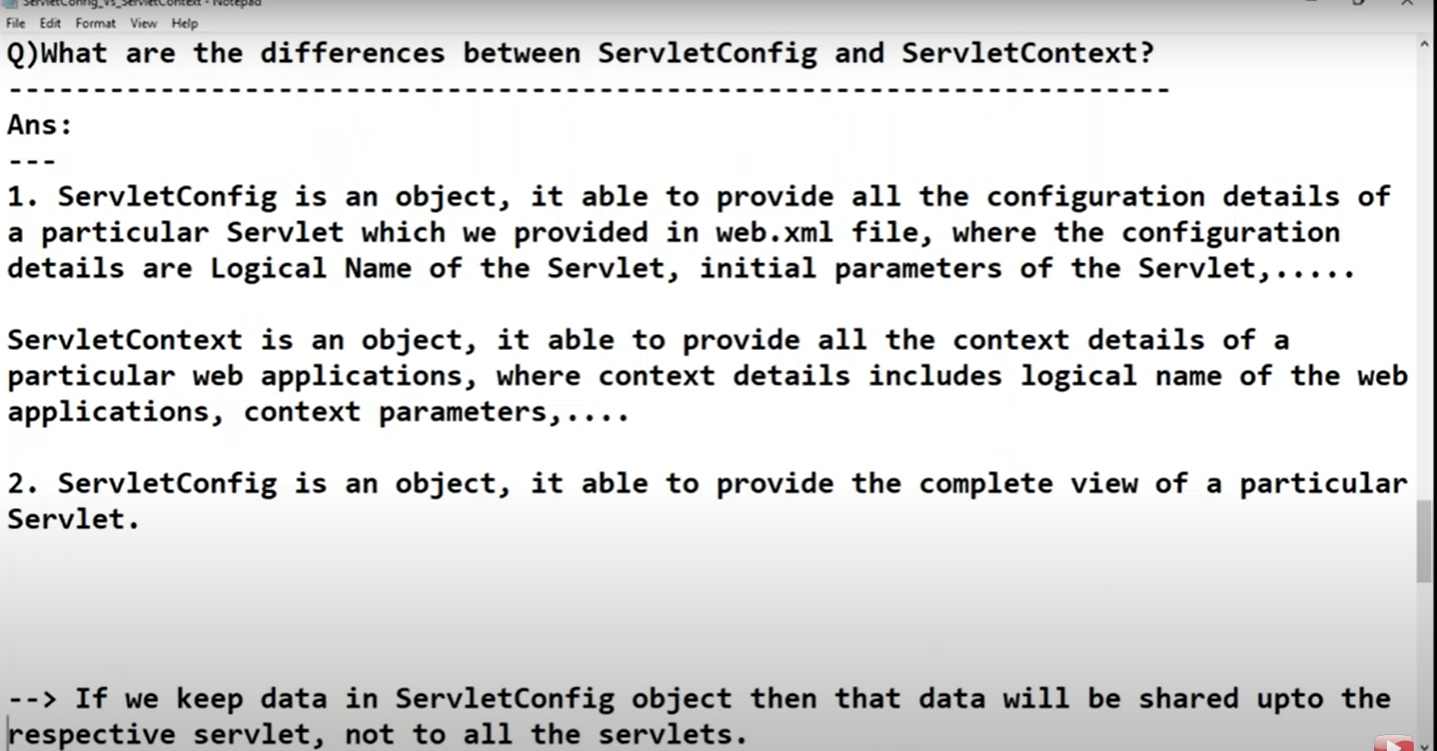 ServletConfig_Vs_ServletContext - Notepad
File Edit Format View Help
Q)What are the differences between ServletConfig and ServletContext?
---------------------------------------------------------------------
Ans:
---
1. ServletConfig is an object, it able to provide all the configuration details of
a particular Servlet which we provided in web.xml file, where the configuration
details are Logical Name of the Servlet, initial parameters of the Servlet,.....
ServletContext is an object, it able to provide all the context details of a
particular web applications, where context details includes logical name of the web
applications, context parameters,....
2. ServletConfig is an object, it able to provide the complete view of a particular
Servlet.
--> If we keep data in ServletConfig object then that data will be shared upto the
respective servlet, not to all the servlets.